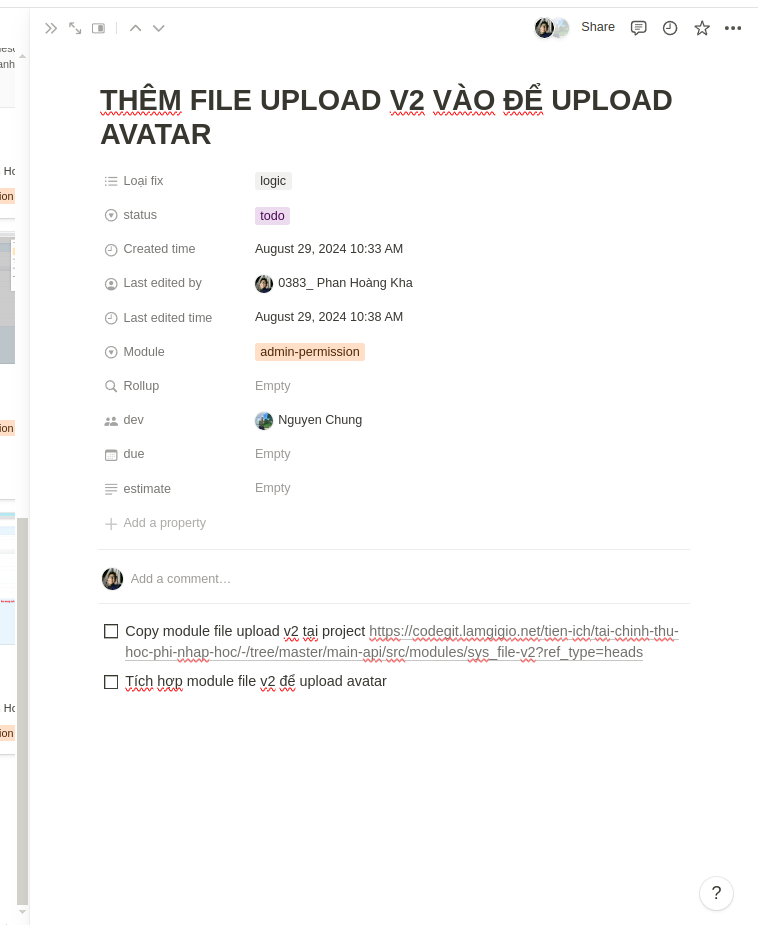 Share
THÊM FILE UPLOAD V2 VÀO ĐỂ UPLOAD
AVATAR
Loại fix
logic
status
todo
Created time
August 29, 2024 10:33 AM
Last edited by
0383_ Phan Hoàng Kha
Last edited time
August 29, 2024 10:38 AM
Module
admin-permission
Rollup
Empty
dev
Nguyen Chung
due
Empty
estimate
Empty
Add a property
Add a comment…
Copy module file upload v2 tại project https://codegit.lamgigio.net/tien-ich/tai-chinh-thu-
hoc-phi-nhap-hoc/-/tree/master/main-api/src/modules/sys_file-v2?ref_type=heads
Tích hợp module file v2 để upload avatar
?